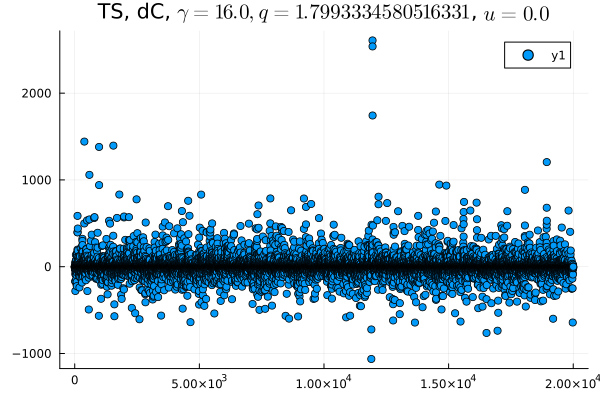 TS, dC, γ = 16.0, q = 1.7993334580516331, u = 0.0
y1
2000
1000
0
−1000
0 5.00×10³ 1.00×10⁴ 1.50×10⁴ 2.00×10⁴